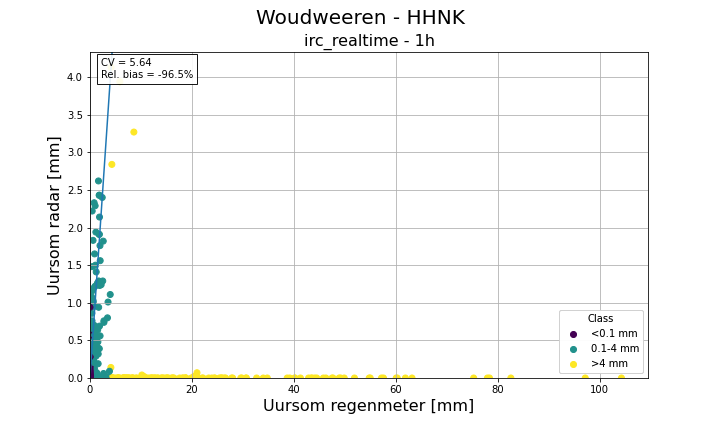 Woudweeren - HHNK
irc_realtime - 1h
CV = 5.64
Rel. bias = -96.5%
Uursom radar [mm]
4.0
3.5
3.0
2.5
2.0
1.5
1.0
0.5
0.0
0 20 40 60 80 100
Uursom regenmeter [mm]
Class
<0.1 mm
0.1-4 mm
>4 mm